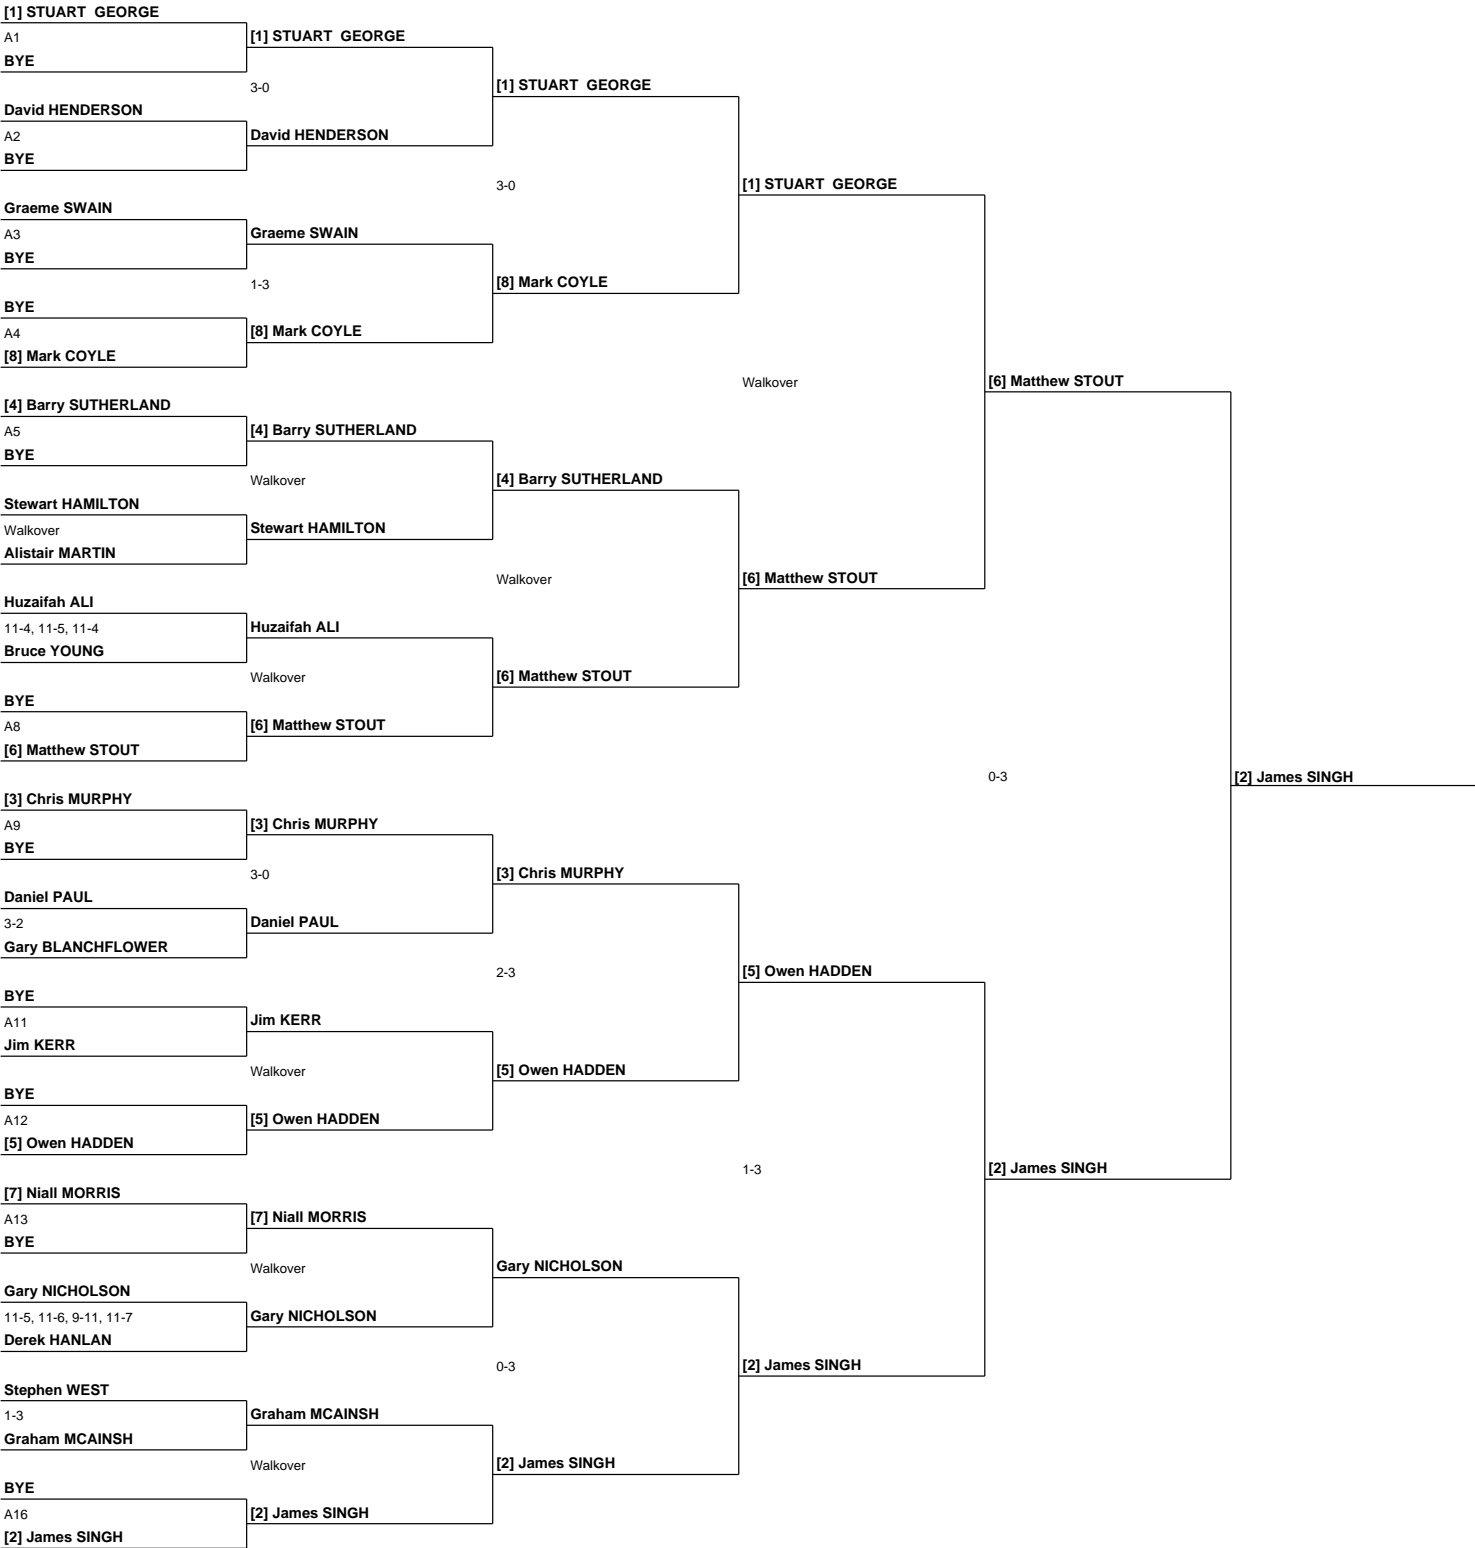 [1] STUART  GEORGE
A1
[1] STUART  GEORGE
BYE
3-0
[1] STUART  GEORGE
David HENDERSON
A2
David HENDERSON
BYE
3-0
[1] STUART  GEORGE
Graeme SWAIN
A3
Graeme SWAIN
BYE
1-3
[8] Mark COYLE
BYE
A4
[8] Mark COYLE
[8] Mark COYLE
Walkover
[6] Matthew STOUT
[4] Barry SUTHERLAND
A5
[4] Barry SUTHERLAND
BYE
Walkover
[4] Barry SUTHERLAND
Stewart HAMILTON
Walkover
Stewart HAMILTON
Alistair MARTIN
Walkover
[6] Matthew STOUT
Huzaifah ALI
11-4, 11-5, 11-4
Huzaifah ALI
Bruce YOUNG
Walkover
[6] Matthew STOUT
BYE
A8
[6] Matthew STOUT
[6] Matthew STOUT
0-3
[2] James SINGH
[3] Chris MURPHY
A9
[3] Chris MURPHY
BYE
3-0
[3] Chris MURPHY
Daniel PAUL
3-2
Daniel PAUL
Gary BLANCHFLOWER
2-3
[5] Owen HADDEN
BYE
A11
Jim KERR
Jim KERR
Walkover
[5] Owen HADDEN
BYE
A12
[5] Owen HADDEN
[5] Owen HADDEN
1-3
[2] James SINGH
[7] Niall MORRIS
A13
[7] Niall MORRIS
BYE
Walkover
Gary NICHOLSON
Gary NICHOLSON
11-5, 11-6, 9-11, 11-7
Gary NICHOLSON
Derek HANLAN
0-3
[2] James SINGH
Stephen WEST
1-3
Graham MCAINSH
Graham MCAINSH
Walkover
[2] James SINGH
BYE
A16
[2] James SINGH
[2] James SINGH